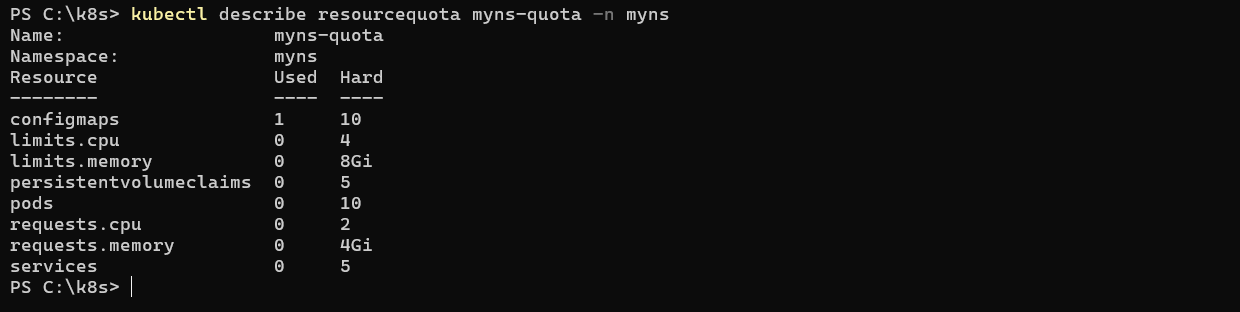 PS C:\k8s> kubectl describe resourcequota myns-quota -n myns
Name:                   myns-quota
Namespace:              myns
Resource                Used  Hard
--------                ----  ----
configmaps              1     10
limits.cpu              0     4
limits.memory           0     8Gi
persistentvolumeclaims  0     5
pods                    0     10
requests.cpu            0     2
requests.memory         0     4Gi
services                0     5
PS C:\k8s>